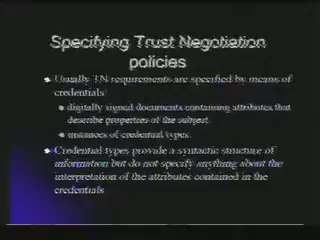 Specifying Trust Negotiation
policies
Usually TN requirements are specified by means of
credentials:
digitally signed documents containing attributes that
describe properties of the subject.
instances of credential types.
Credential types provide a syntactic structure of
information but do not specify anything about the
interpretation of the attributes contained in the
credentials